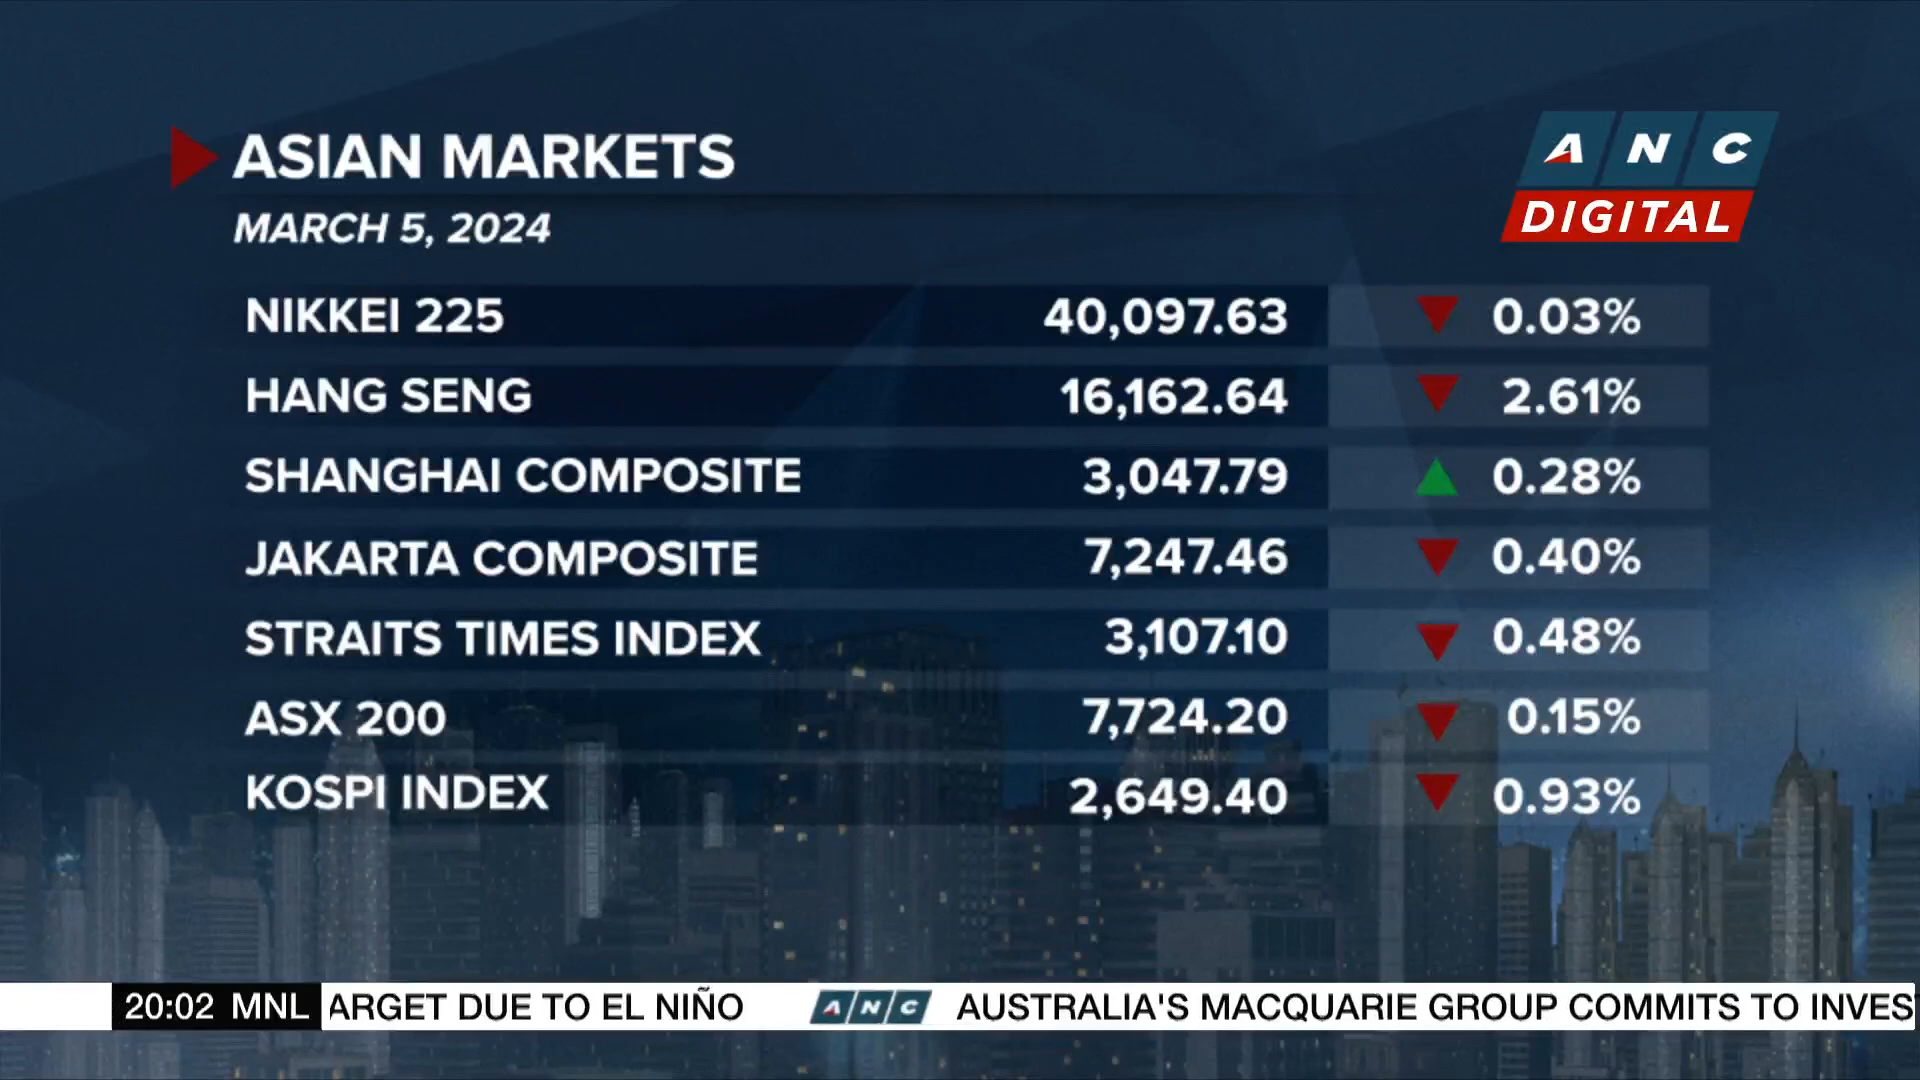 ASIAN MARKETS
MARCH 5, 2024
ANC
DIGITAL
NIKKEI 225 40,097.63 0.03%
HANG SENG 16,162.64 2.61%
SHANGHAI COMPOSITE 3,047.79 0.28%
JAKARTA COMPOSITE 7,247.46 0.40%
STRAITS TIMES INDEX 3,107.10 0.48%
ASX 200 7,724.20 0.15%
KOSPI INDEX 2,649.40 0.93%
20:02 MNL ARGET DUE TO EL NIÑO ANC AUSTRALIA'S MACQUARIE GROUP COMMITS TO INVES